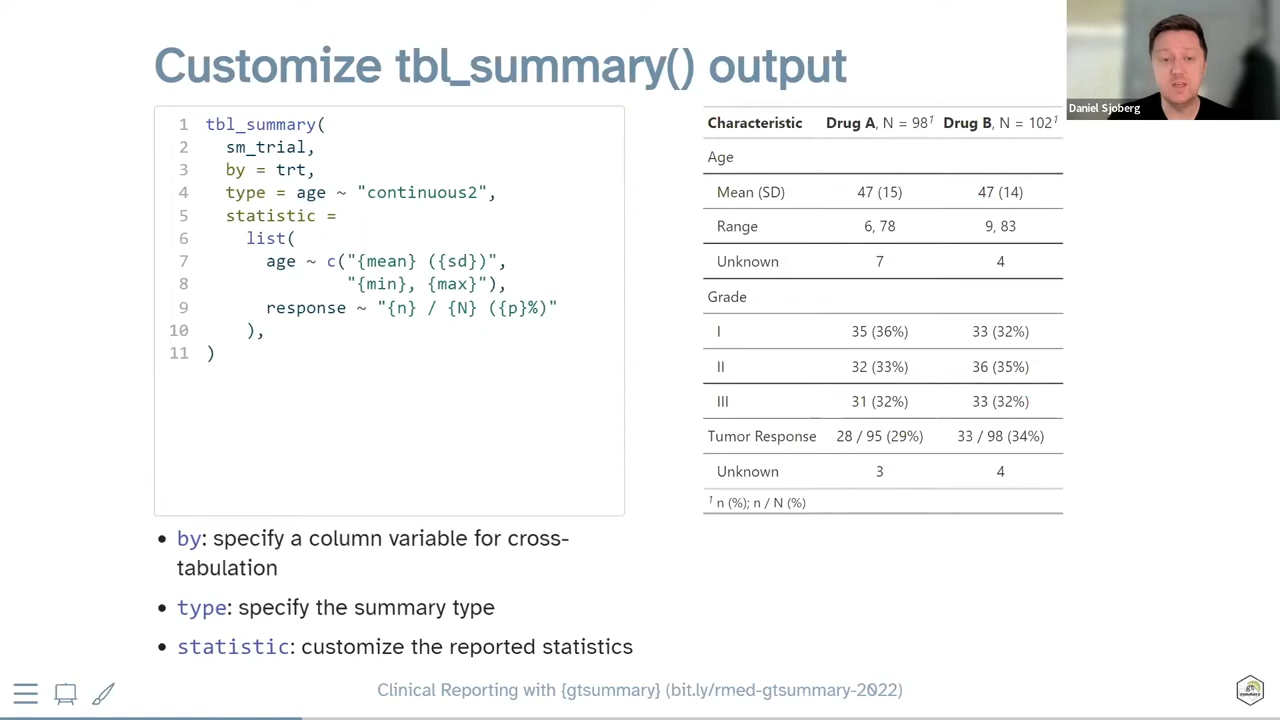 Customize tbl_summary() output
Daniel Sjoberg
1 tbl_summary(
2 sm_trial,
3 by = trt,
4 type = age ~ "continuous2",
5 statistic =
6 list(
7 age ~ c("{mean} ({sd})",
8 "{min}, {max}"),
9 response ~ "{n} / {N} ({p}%)"
10 ),
11 )
Characteristic Drug A, N = 98¹ Drug B, N = 102¹
Age
Mean (SD) 47 (15) 47 (14)
Range 6, 78 9, 83
Unknown 7 4
Grade
I 35 (36%) 33 (32%)
II 32 (33%) 36 (35%)
III 31 (32%) 33 (32%)
Tumor Response 28 / 95 (29%) 33 / 98 (34%)
Unknown 3 4
¹ n (%); n / N (%)
• by: specify a column variable for cross-
tabulation
• type: specify the summary type
• statistic: customize the reported statistics
Clinical Reporting with {gtsummary} (bit.ly/rmed-gtsummary-2022)